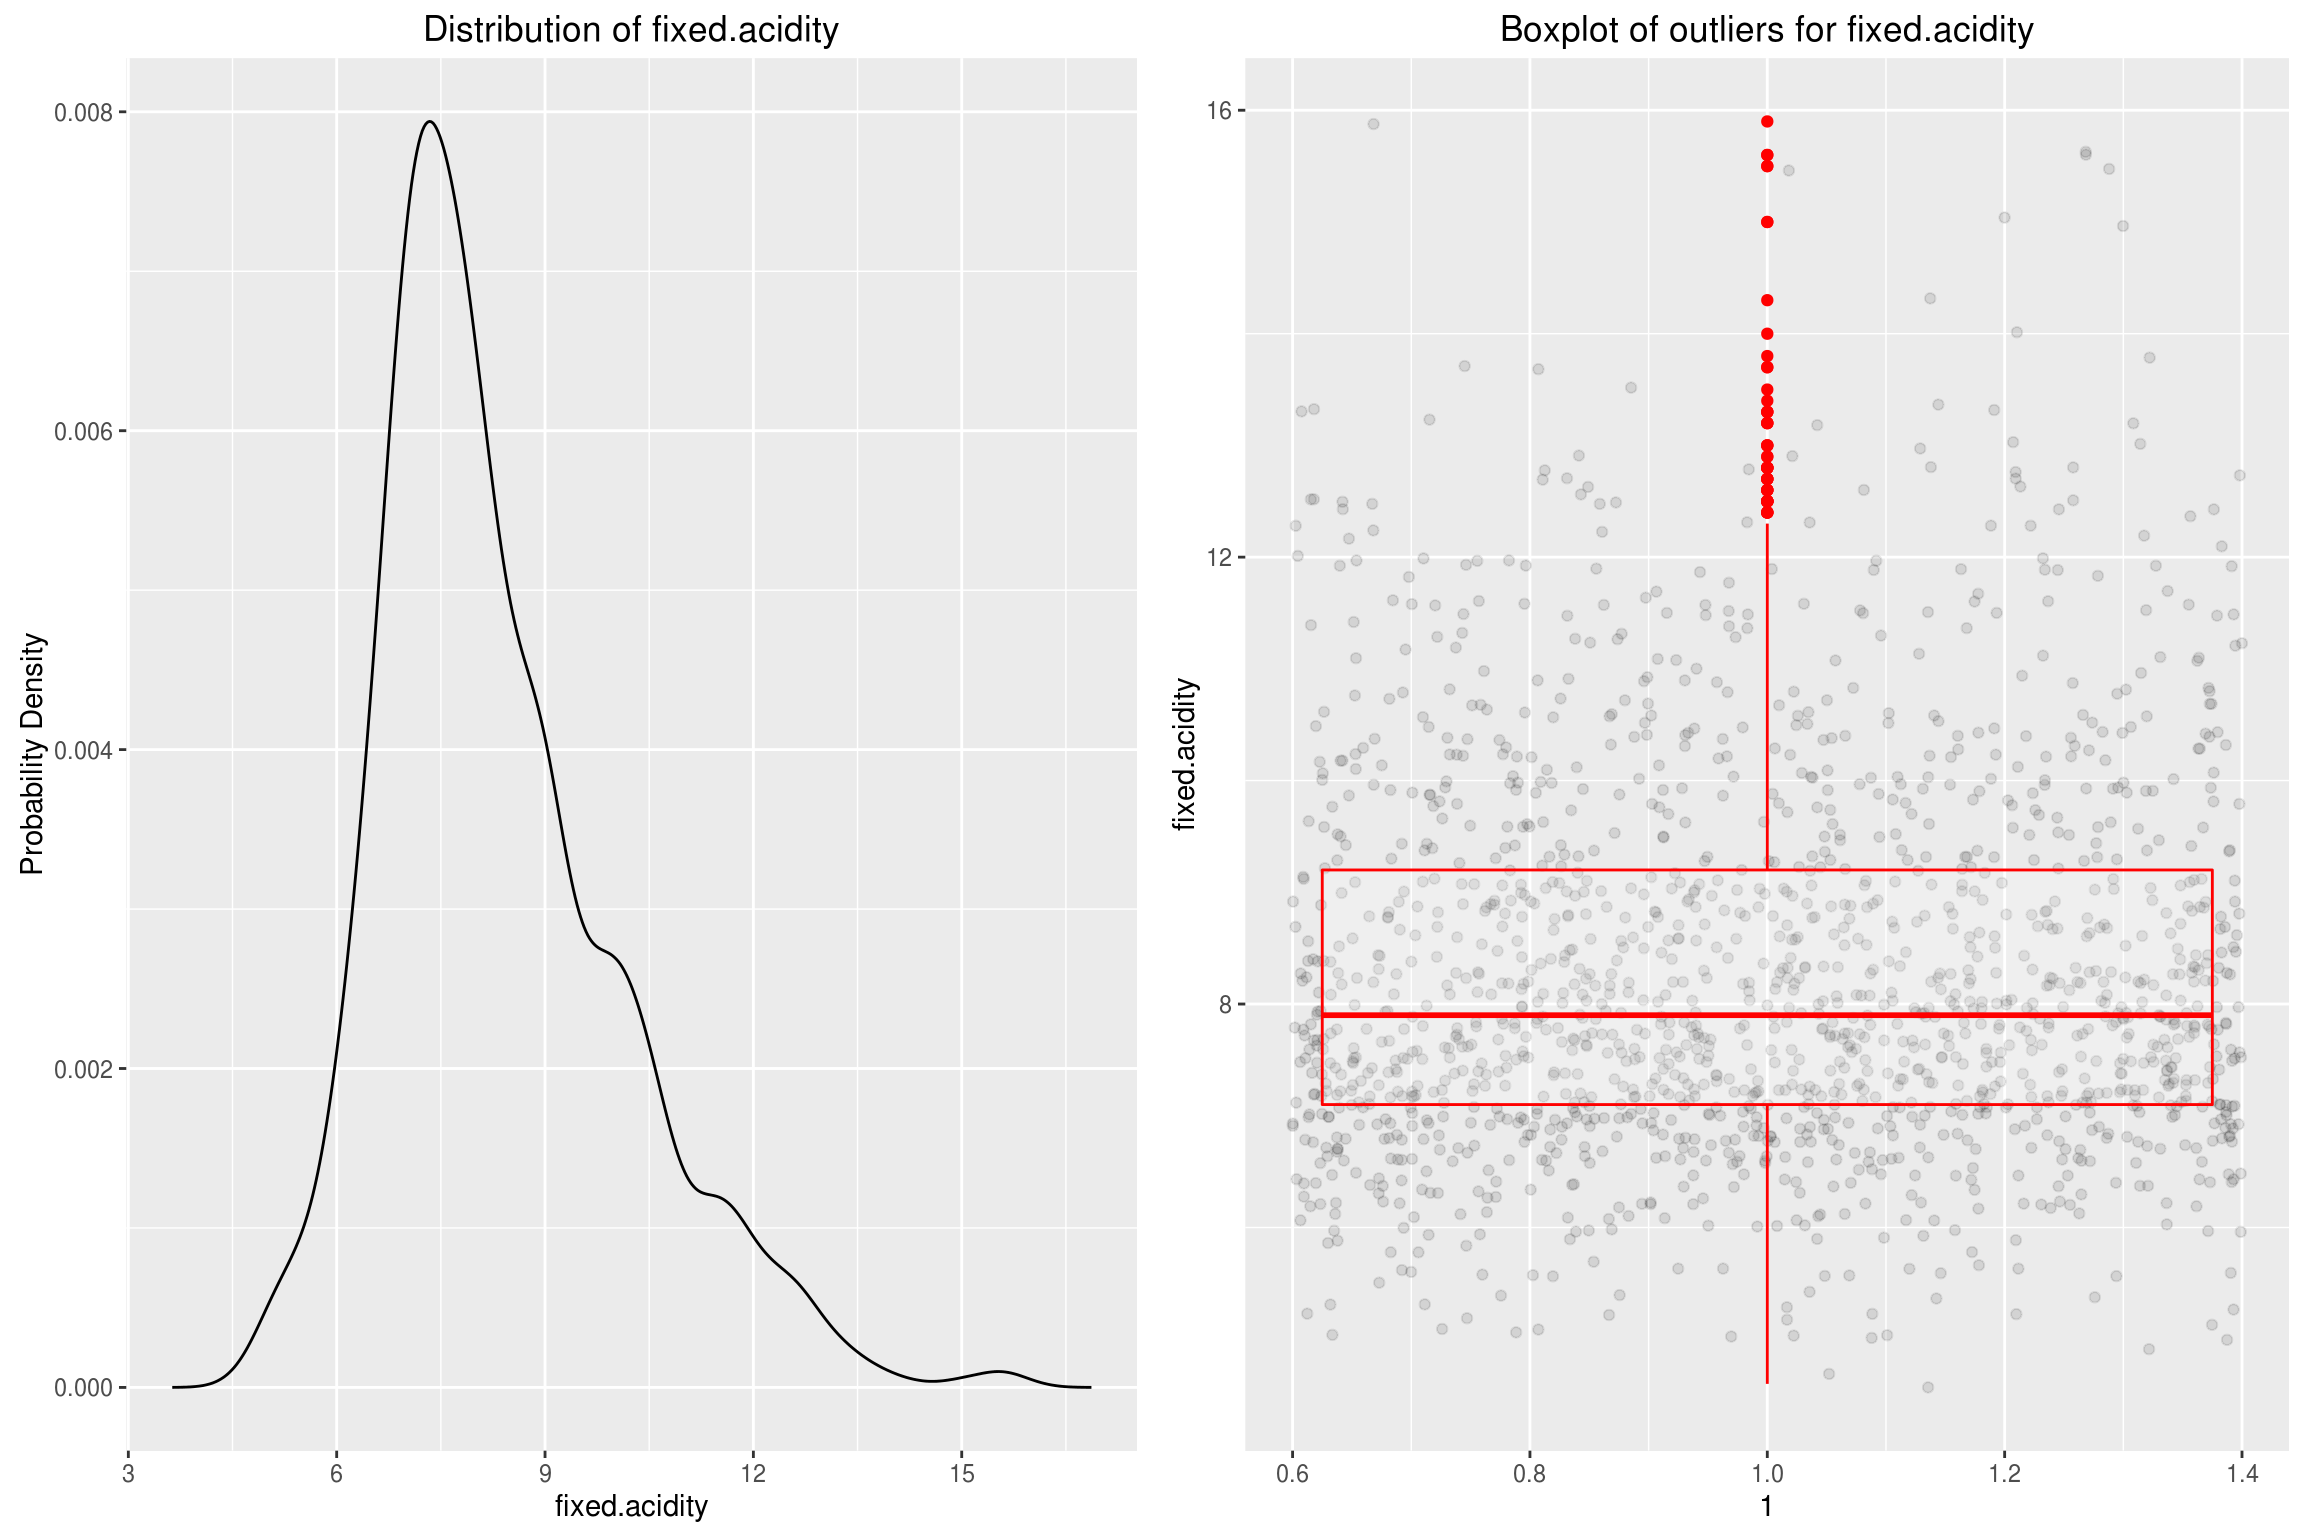 Distribution of fixed.acidity
Probability Density
0.008
0.006
0.004
0.002
0.000
3 6 9 12 15
fixed.acidity
Boxplot of outliers for fixed.acidity
fixed.acidity
16
12
8
0.6 0.8 1.0 1.2 1.4
1